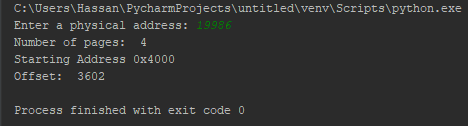 C:\Users\Hassan\PycharmProjects\untitled\venv\Scripts\python.exe
Enter a physical address: 19986
Number of pages:  4
Starting Address 0x4000
Offset:  3602
Process finished with exit code 0